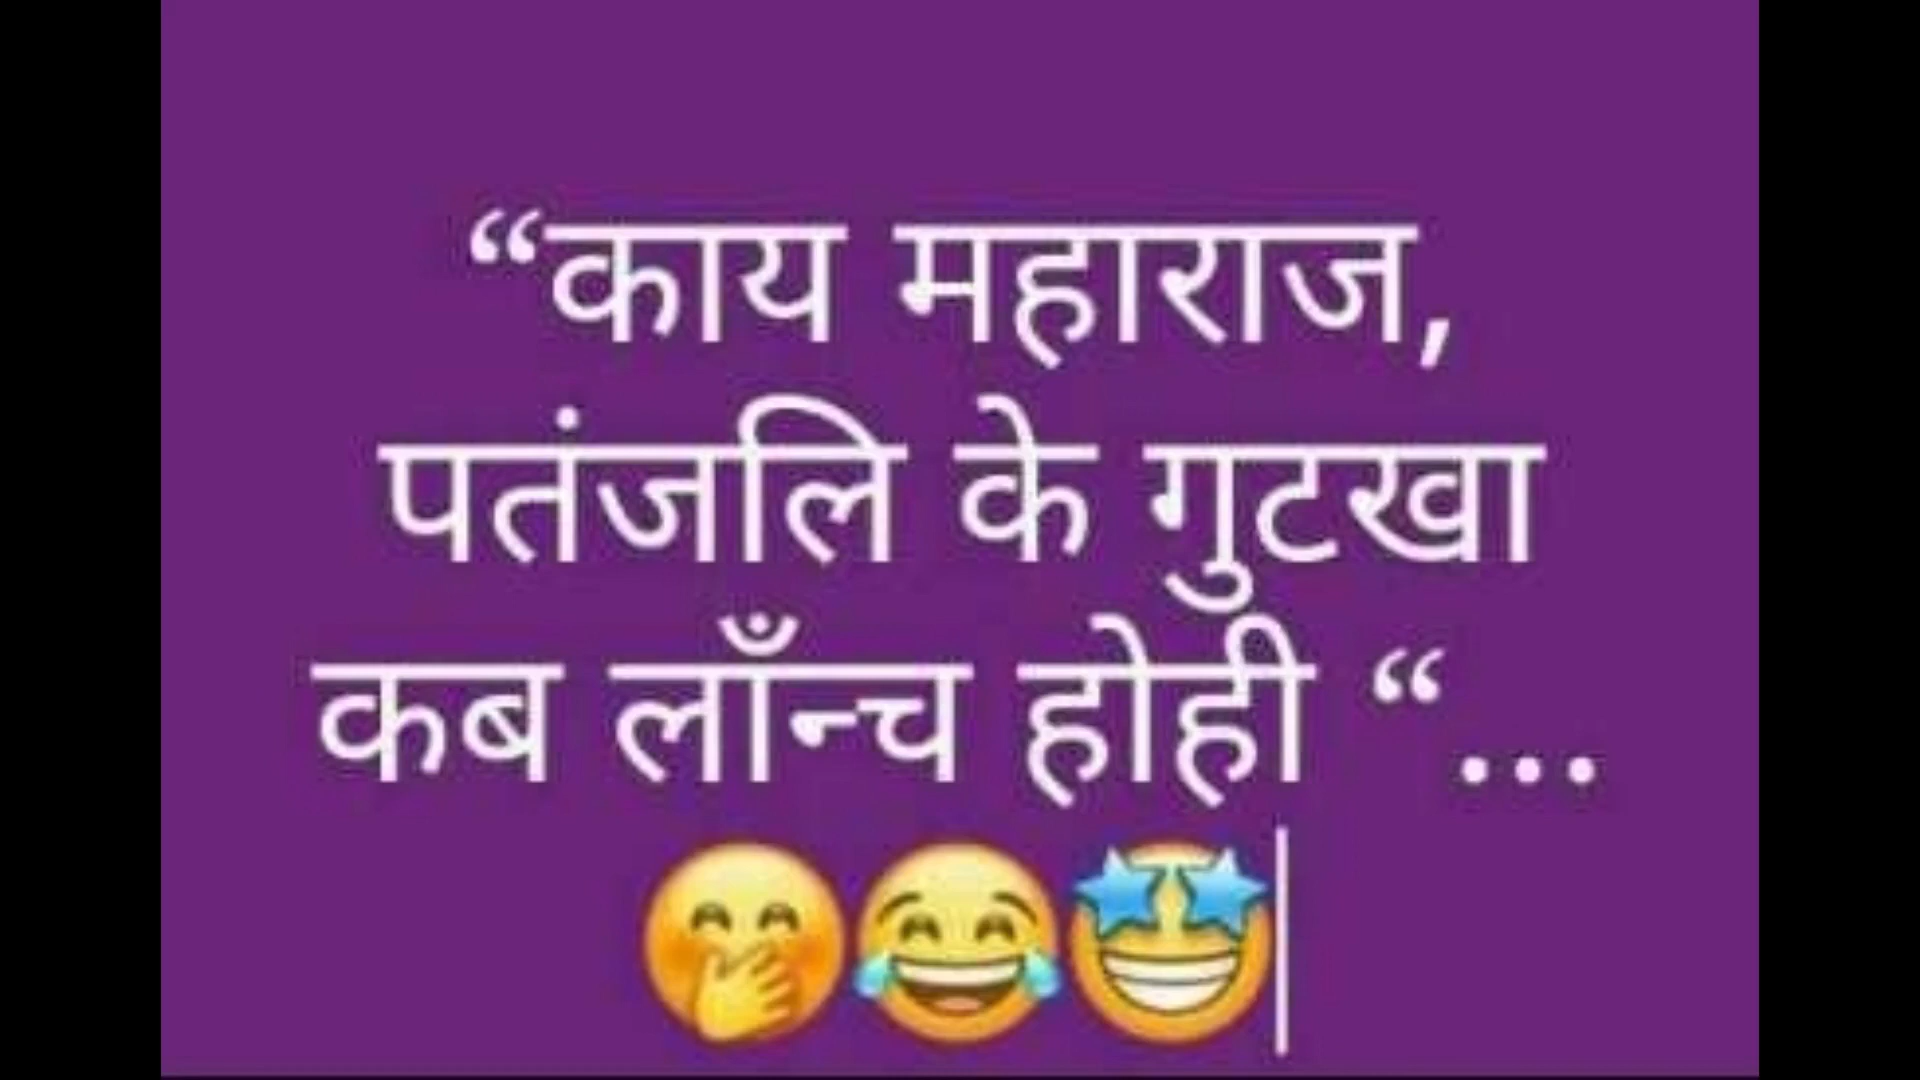 “काय महाराज,
पतंजलि के गुटखा
कब लाँन्च होही “...
🤭😂🤩